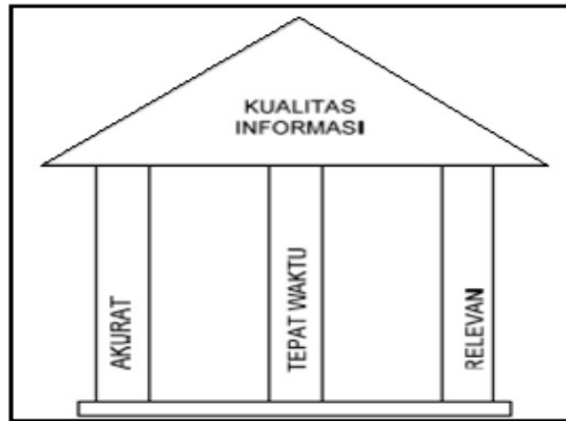 KUALITAS
INFORMASI
AKURAT
TEPAT WAKTU
RELEVAN